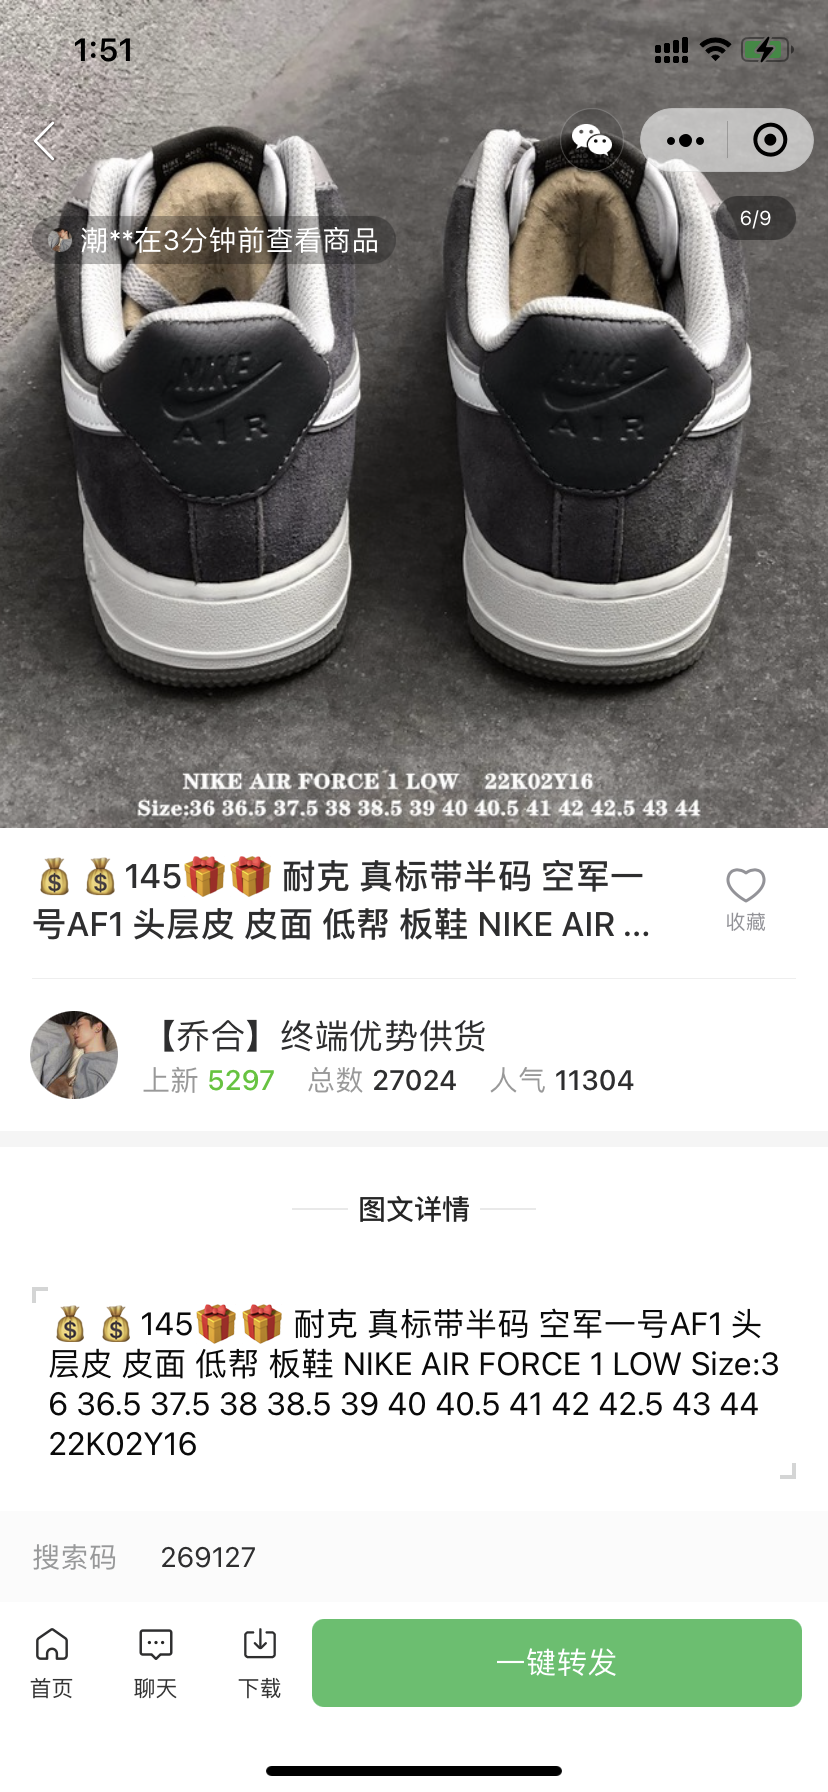 1:51
6/9
潮**在3分钟前查看商品
NIKE
AIR
NIKE
AIR
NIKE AIR FORCE 1 LOW 22K02Y16
Size:36 36.5 37.5 38 38.5 39 40 40.5 41 42 42.5 43 44
💰 💰 145🎁🎁 耐克 真标带半码 空军一
号AF1 头层皮 皮面 低帮 板鞋 NIKE AIR ...
收藏
【乔合】终端优势供货
上新 5297 总数 27024 人气 11304
图文详情
💰 💰 145🎁🎁 耐克 真标带半码 空军一号AF1 头
层皮 皮面 低帮 板鞋 NIKE AIR FORCE 1 LOW Size:3
6 36.5 37.5 38 38.5 39 40 40.5 41 42 42.5 43 44
22K02Y16
搜索码 269127
首页 聊天 下载 一键转发